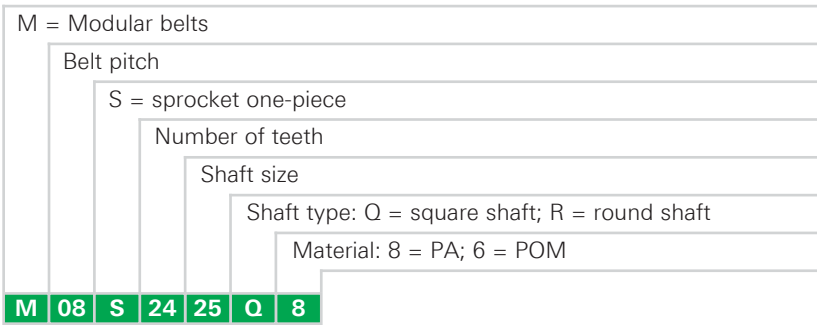 M = Modular belts
Belt pitch
S = sprocket one-piece
Number of teeth
Shaft size
Shaft type: Q = square shaft; R = round shaft
Material: 8 = PA; 6 = POM
M 08 S 24 25 Q 8